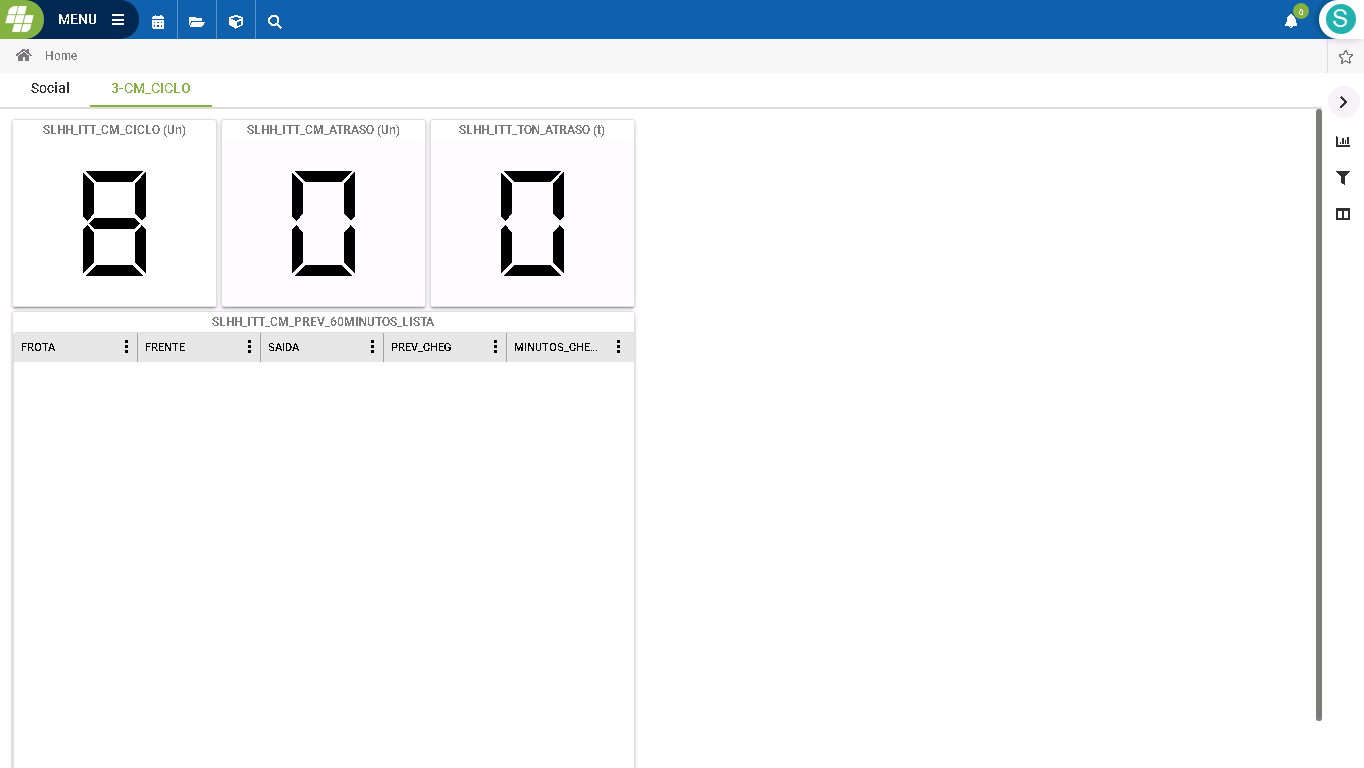 MENU
0
S
Home
Social 3-CM_CICLO
SLHH_ITT_CM_CICLO (Un) SLHH_ITT_CM_ATRASO (Un) SLHH_ITT_TON_ATRASO (t)
8 0 0
SLHH_ITT_CM_PREV_60MINUTOS_LISTA
FROTA FRENTE SAIDA PREV_CHEG MINUTOS_CHE...